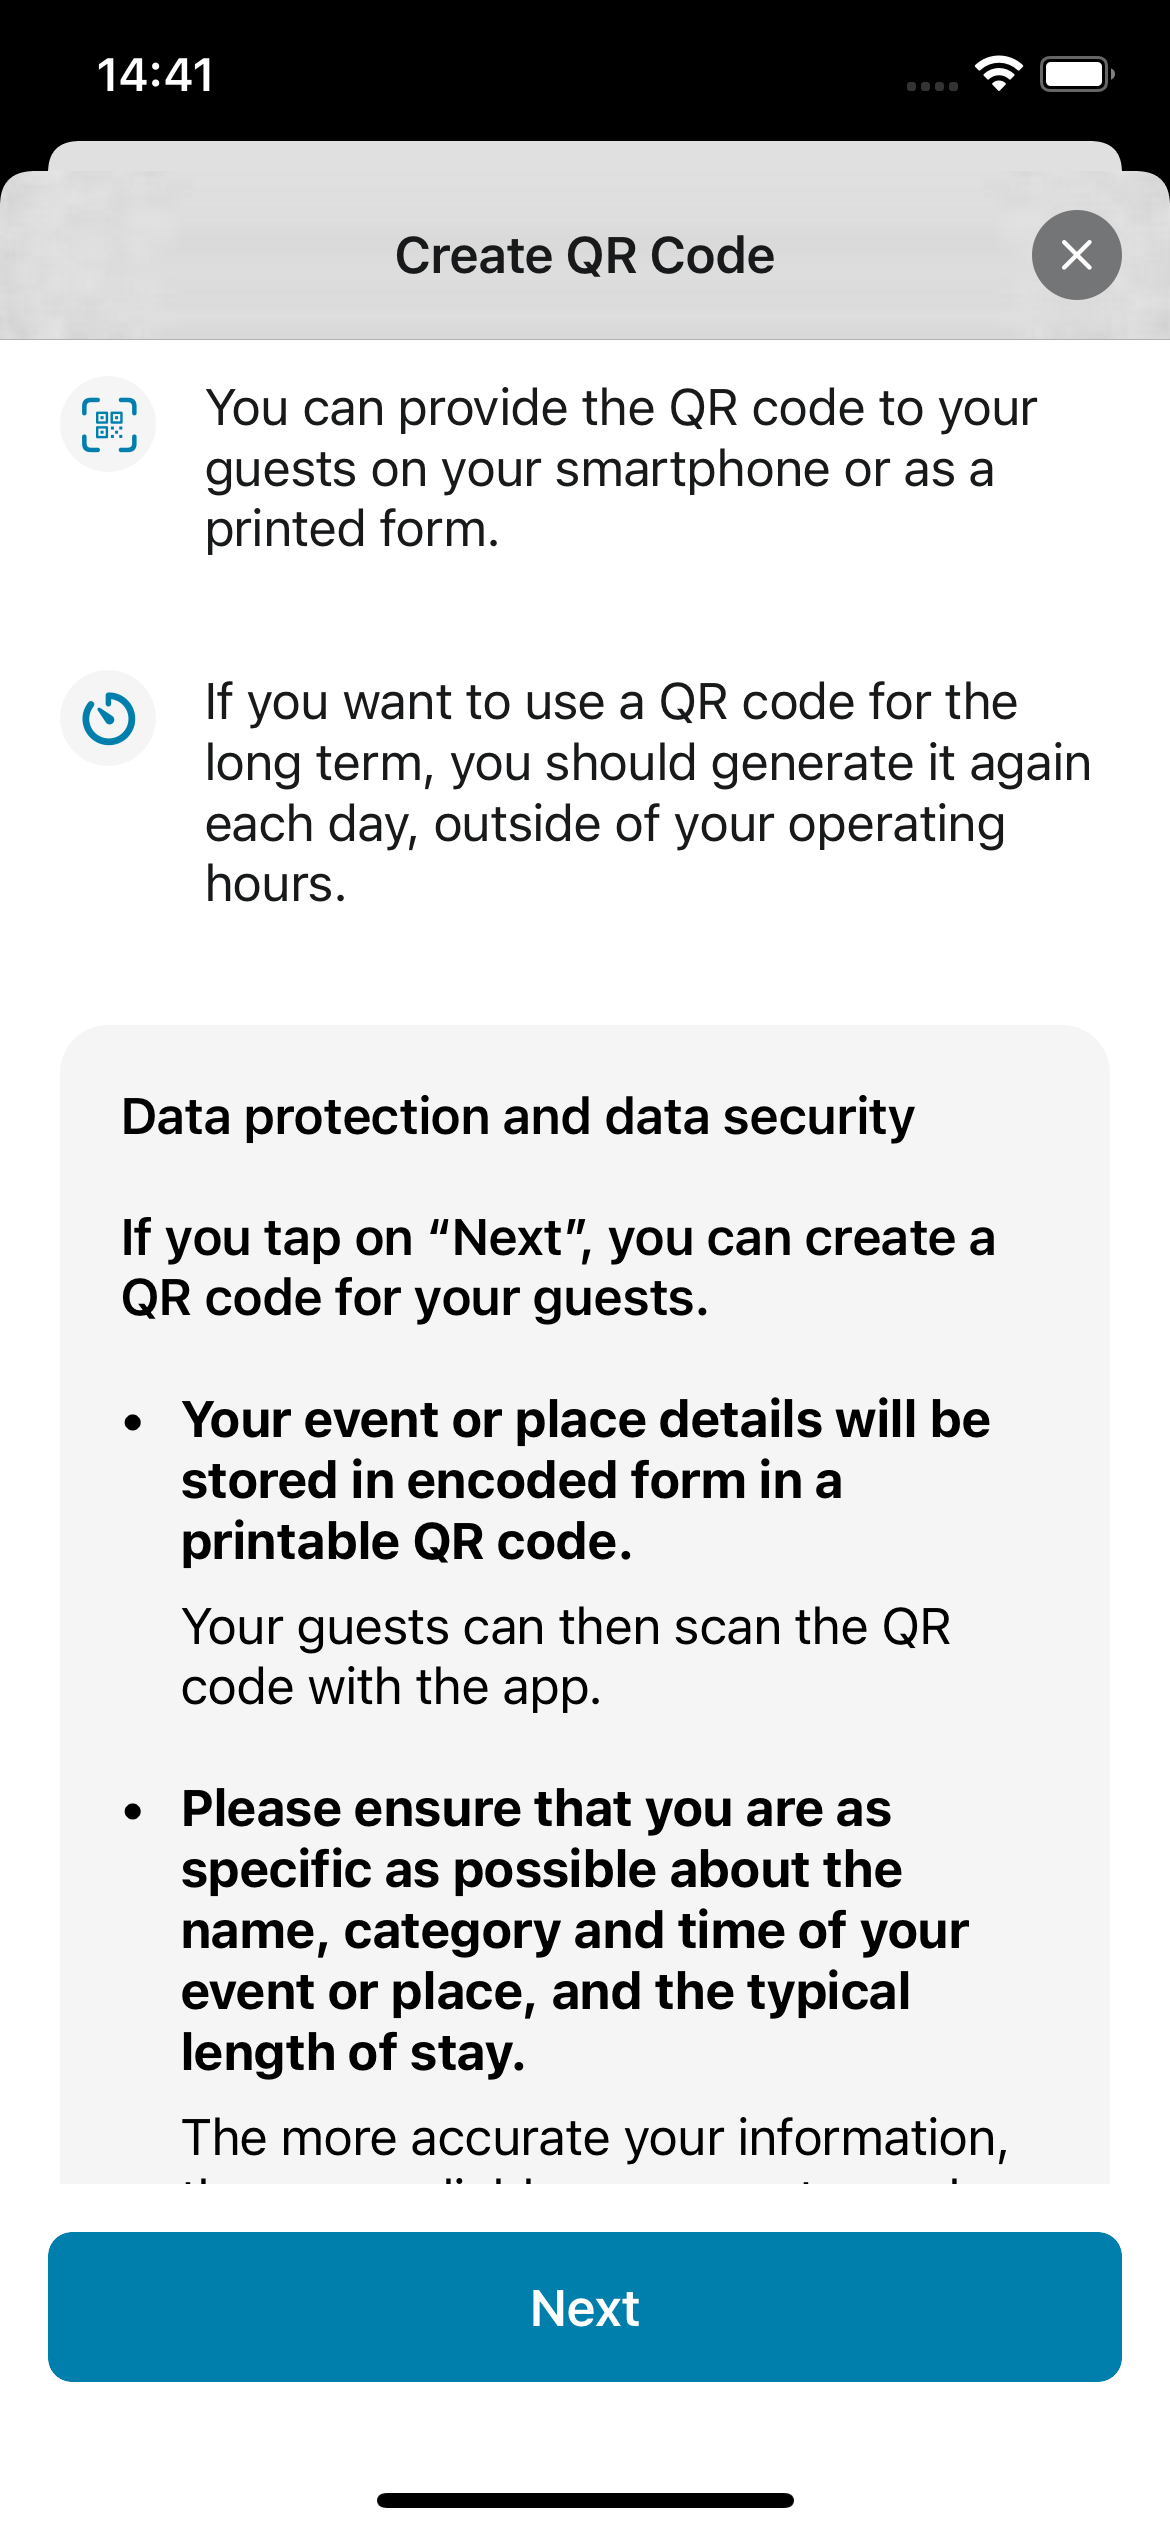 14:41
Create QR Code
You can provide the QR code to your
guests on your smartphone or as a
printed form.
If you want to use a QR code for the
long term, you should generate it again
each day, outside of your operating
hours.
Data protection and data security
If you tap on “Next”, you can create a
QR code for your guests.
• Your event or place details will be
stored in encoded form in a
printable QR code.
Your guests can then scan the QR
code with the app.
• Please ensure that you are as
specific as possible about the
name, category and time of your
event or place, and the typical
length of stay.
The more accurate your information,
Next